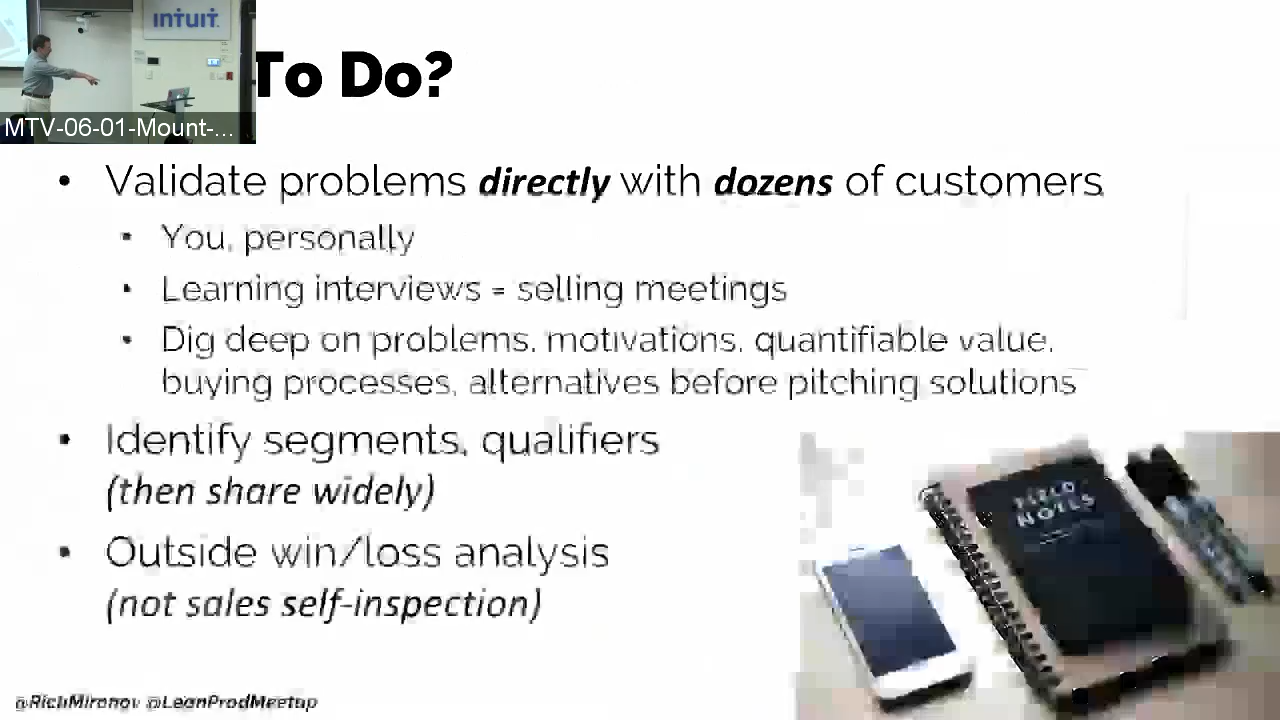 INTUIT
MTV-06-01-Mount-...
To Do?
• Validate problems directly with dozens of customers
▪ You, personally
▪ Learning interviews = selling meetings
▪ Dig deep on problems, motivations, quantifiable value,
buying processes, alternatives before pitching solutions
• Identify segments, qualifiers
(then share widely)
• Outside win/loss analysis
(not sales self-inspection)
FIELD
NOTES
@RichMironov @LeanProdMeetup